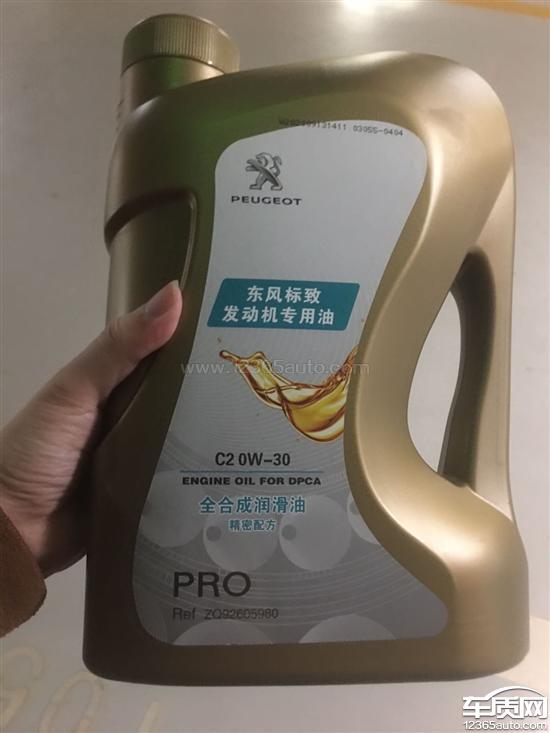 03055-0404
PEUGEOT
东风标致
发动机专用油
www.12365auto.com
C2 0W-30
ENGINE OIL FOR DPCA
全合成润滑油
精密配方
PRO
Ref ZQ92605980
车质网
12365auto.com